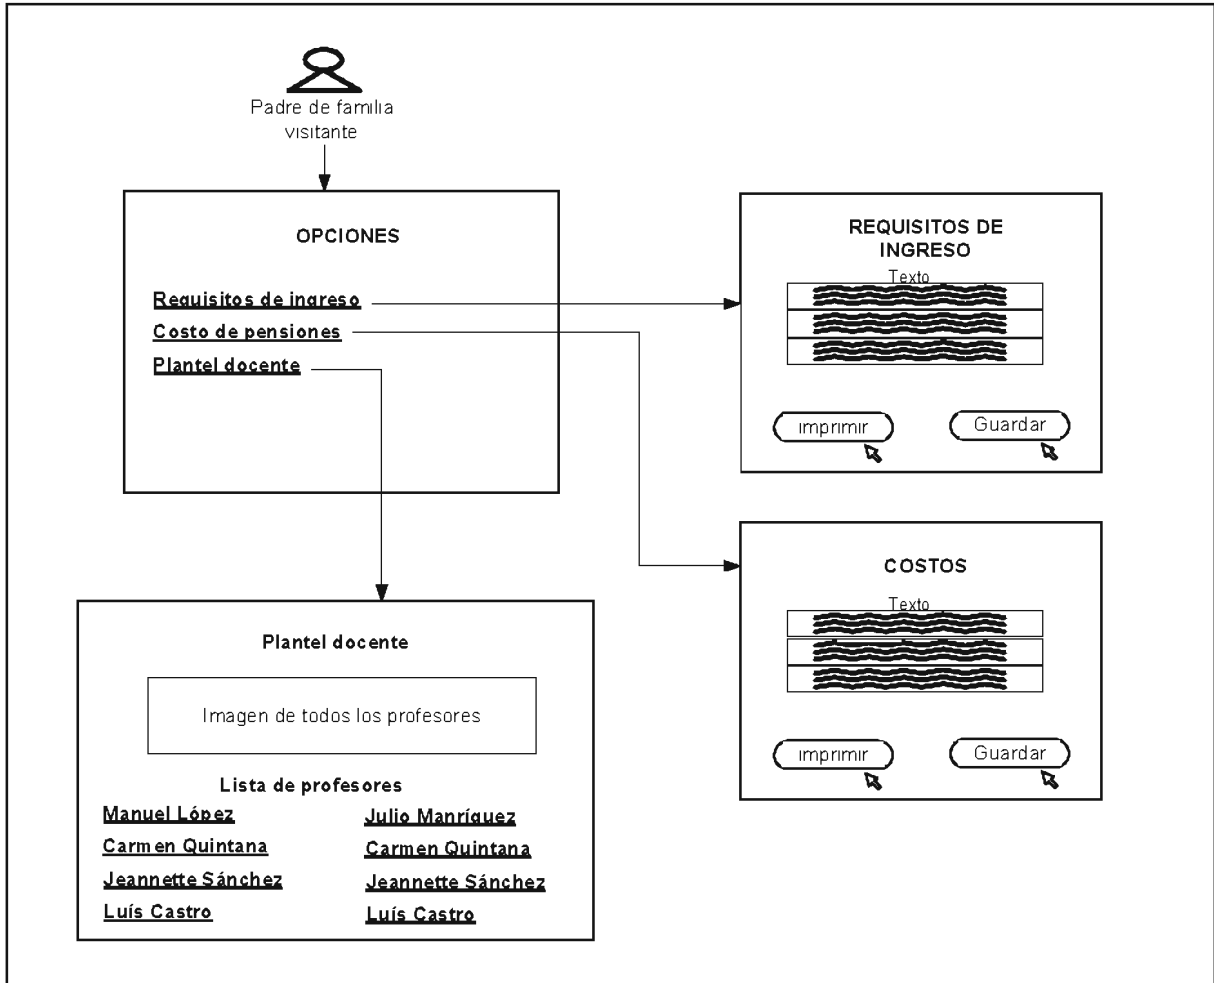 Padre de familia
visitante
OPCIONES
Requisitos de ingreso
Costo de pensiones
Plantel docente
REQUISITOS DE
INGRESO
Texto
imprimir
Guardar
COSTOS
Texto
imprimir
Guardar
Plantel docente
Imagen de todos los profesores
Lista de profesores
Manuel López
Julio Manríquez
Carmen Quintana
Carmen Quintana
Jeannette Sánchez
Jeannette Sánchez
Luís Castro
Luís Castro